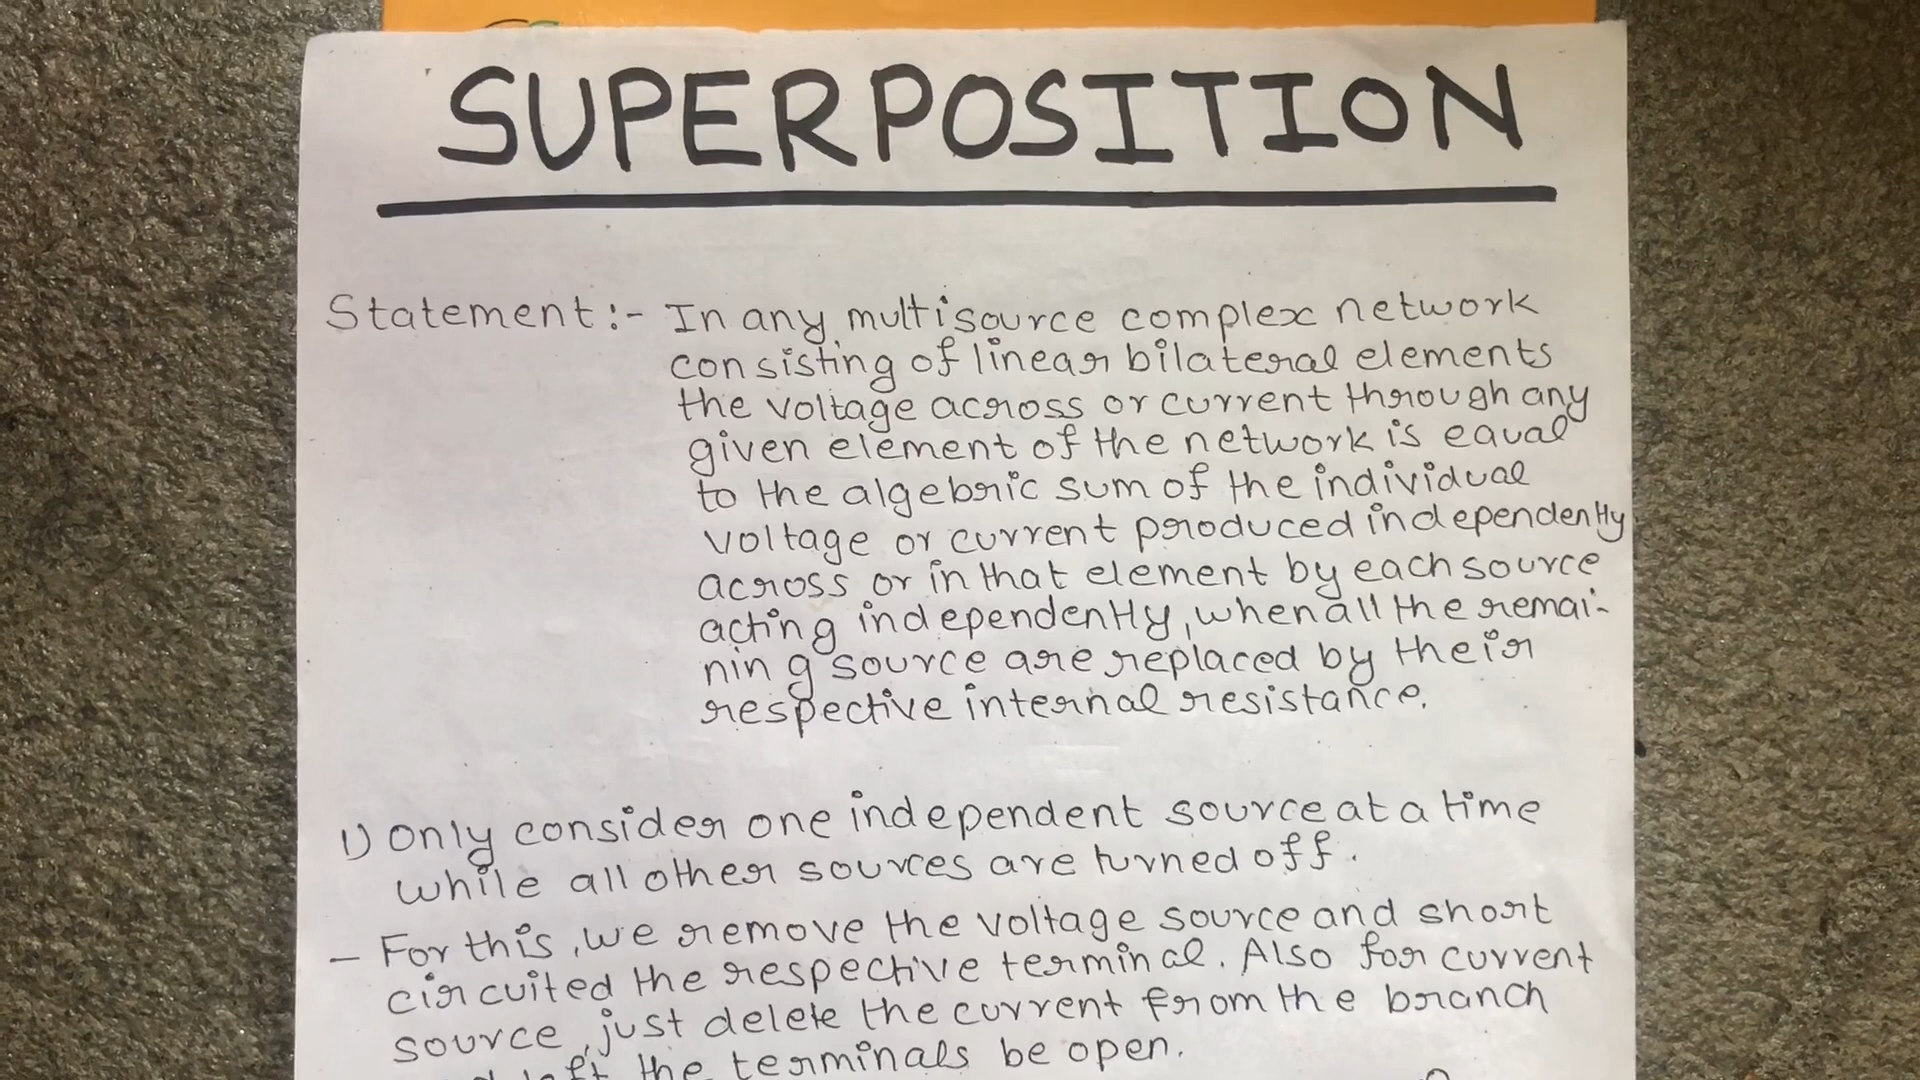 SUPERPOSITION
Statement :- In any multisource complex network
consisting of linear bilateral elements
the voltage across or current through any
given element of the network is equal
to the algebric sum of the individual
voltage or current produced independently
across or in that element by each source
acting independently, when all the remai-
ning source are replaced by their
respective internal resistance.
1) Only consider one independent source at a time
while all other sources are turned off.
- For this, we remove the voltage source and short
circuited the respective terminal. Also for current
source, just delete the current from the branch
left the terminals be open.